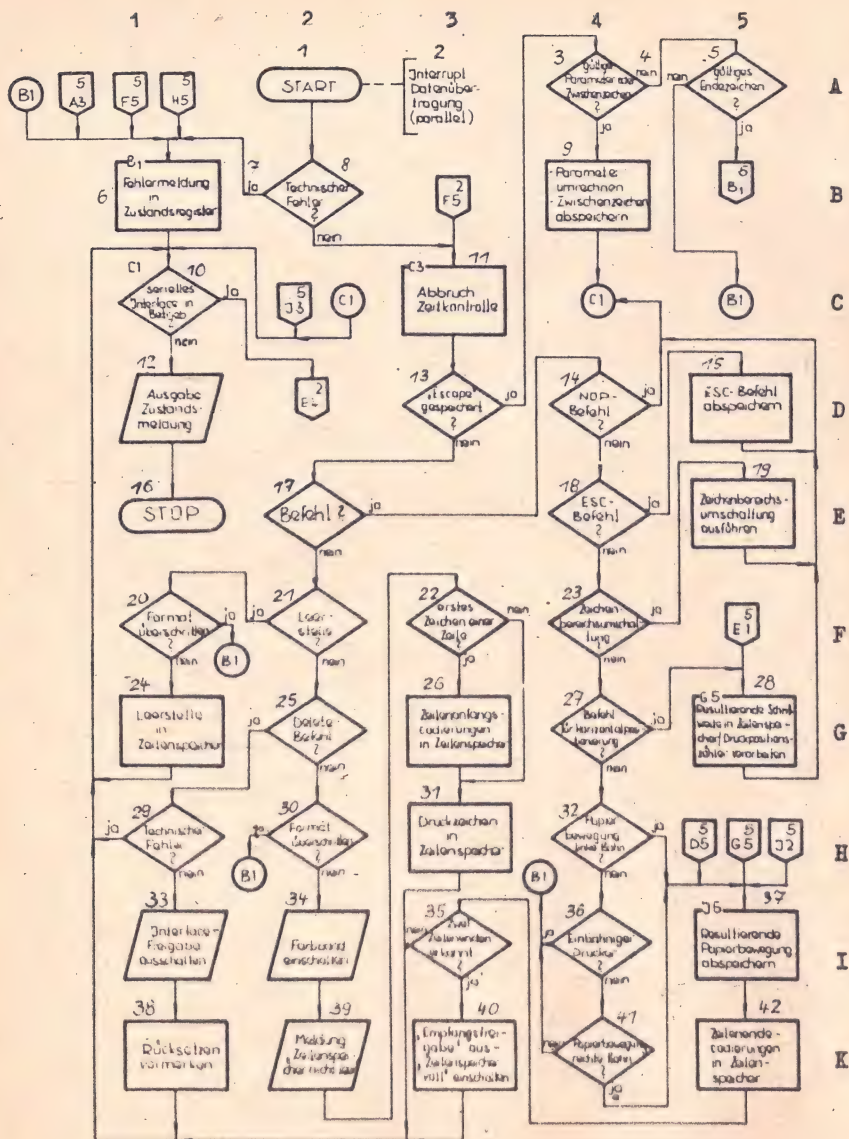 1 2 3 4 5
A
B
C
D
E
F
G
H
I
K
1
START
2
Interrupt
Datenüber-
tragung
(parallel)
3
gültiges
Parameter oder
Zwischenzeichen
?
4
nein
ja
5
gültiges
Endezeichen
?
nein
ja
B1
5
A3
5
F5
5
H5
B1
6
Fehlermeldung
in
Zustandsregister
7
ja
8
Technischer
Fehler
?
nein
2
F5
9
- Parameter
umrechnen
- Zwischenzeichen
abspeichern
B1
C1
10
serielles
Interface in
Betrieb
?
ja
nein
5
J3
C1
C3
11
Abbruch
Zeitkontrolle
C1
B1
12
Ausgabe
Zustands-
meldung
2
13
"Escape"
gespeichert
?
ja
nein
14
NOP-
Befehl
?
ja
nein
15
ESC-Befehl
abspeichern
16
STOP
17
Befehl ?
ja
nein
18
ESC-
Befehl
?
ja
nein
19
Zeichenbereichs-
umschaltung
ausführen
20
Format
überschritten
?
ja
nein
B1
21
Leer-
stelle
?
ja
nein
22
erstes
Zeichen einer
Zeile
?
nein
ja
23
Zeichen-
bereichsumschal-
tung
?
ja
nein
5
E1
24
Leerstelle
in
Zeilenspeicher
25
Delete-
Befehl
?
ja
nein
26
Zeilenanfangs-
codierungen
in Zeilenspeicher
27
Befehl
für Horizontalpos-
itionierung
?
ja
nein
28
G5
Resultierende Schritt-
weite in Zeilenspei-
cher/Druckpositions-
zähler verarbeiten
29
Technischer
Fehler
?
ja
nein
30
Format
überschritten
?
ja
nein
B1
31
Druckzeichen
in
Zeilenspeicher
32
Papier
bewegung
linke Bahn
?
ja
nein
5
D5
5
G5
5
J2
33
Interface-
Freigabe
ausschalten
34
Farbband
einschalten
35
Zwei
Zeilenenden
erkannt
?
nein
ja
B1
36
Einbahniger
Drucker
?
ja
nein
37
Resultierende
Papierbewegung
abspeichern
38
Rücksetzen
vormerken
39
Meldung
"Zeilenspei-
cher nicht leer"
40
"Empfangsfrei-
gabe" aus-
"Zeilenspeicher
voll" einschalten
41
Papierbewegung
rechte Bahn
?
nein
ja
42
Zeilenende-
codierungen
in Zeilen-
speicher